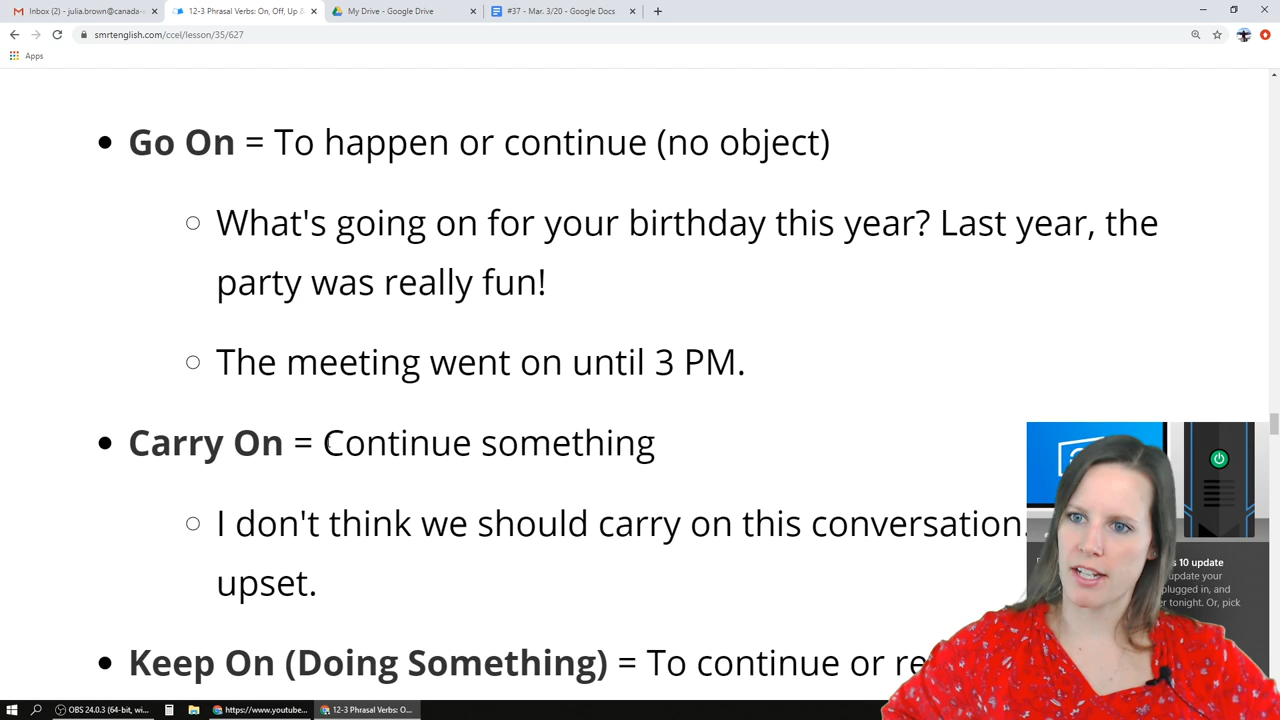 Inbox (2) - julia.brown@canada-
12-3 Phrasal Verbs: On, Off, Up &
My Drive - Google Drive
#37 - Mar. 3/20 - Google Docs
smrtenglish.com/ccel/lesson/35/627
Apps
Go On = To happen or continue (no object)
What's going on for your birthday this year? Last year, the
party was really fun!
The meeting went on until 3 PM.
Carry On = Continue something
I don't think we should carry on this conversation.
upset.
Keep On (Doing Something) = To continue or re
10 update
update your
plugged in, and
tonight. Or, pick
OBS 24.0.3 (64-bit, wi...
https://www.youtube...
12-3 Phrasal Verbs: O...